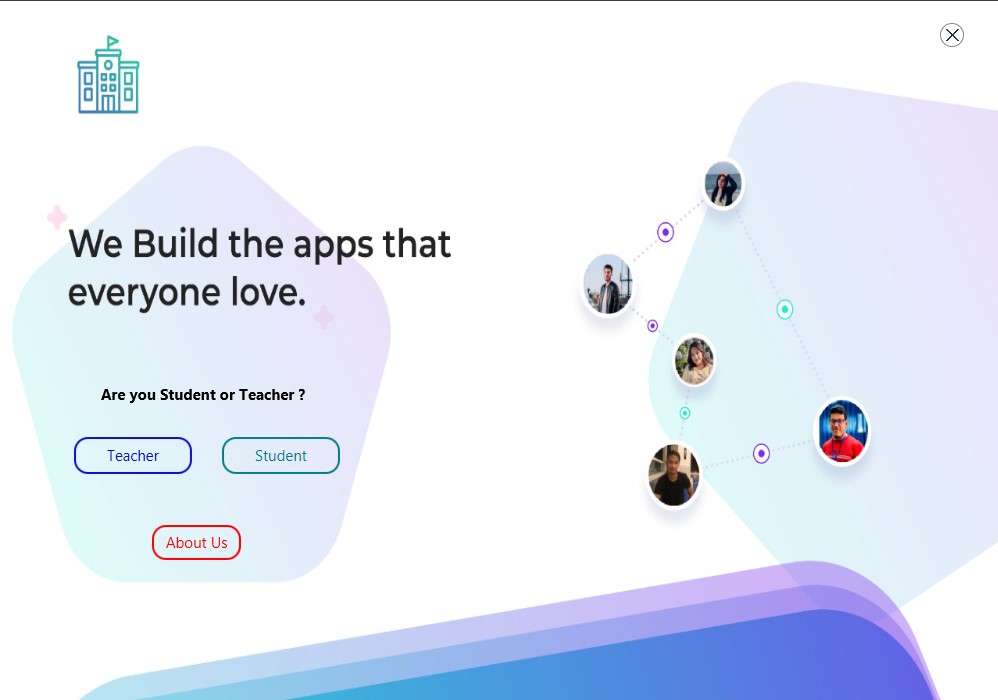 We Build the apps that
everyone love.
Are you Student or Teacher ?
Teacher
Student
About Us